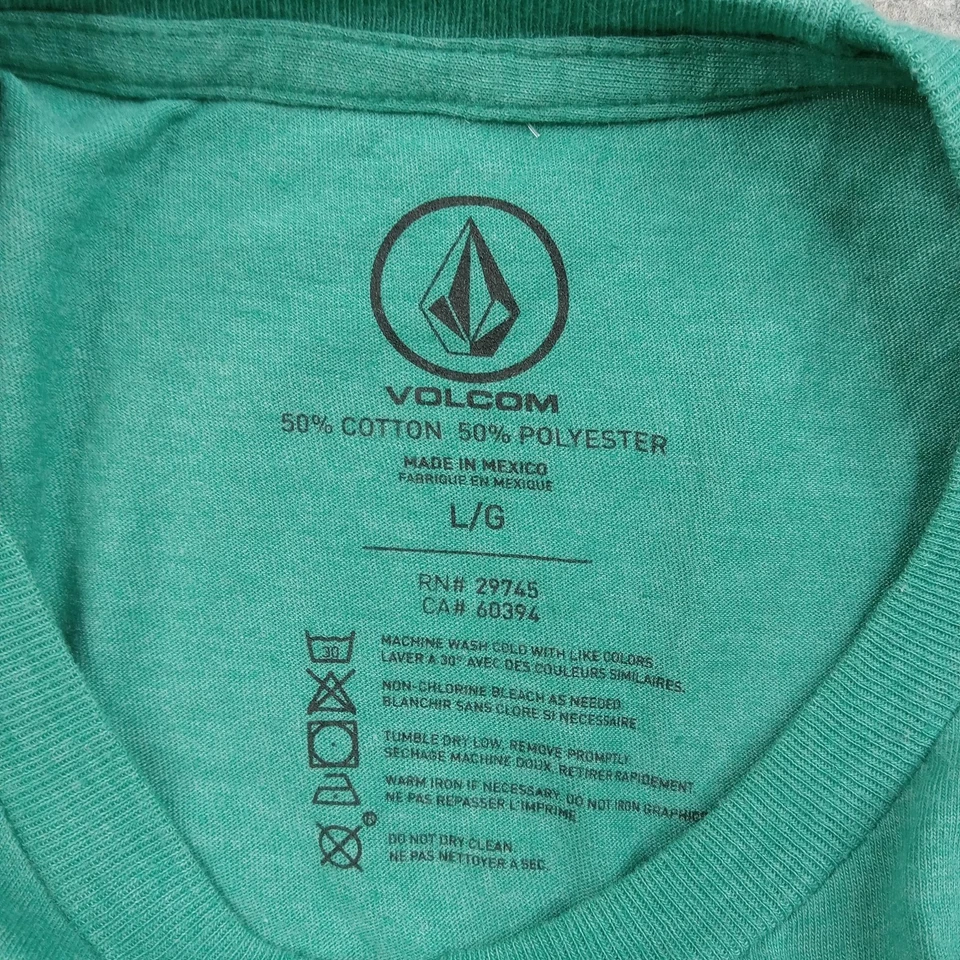 VOLCOM
50% COTTON 50% POLYESTER
MADE IN MEXICO
FABRIQUE EN MEXIQUE
L/G
RN# 29745
CA# 60394
30
MACHINE WASH COLD WITH LIKE COLORS.
LAVER A 30° AVEC DES COULEURS SIMILAIRES.
NON-CHLORINE BLEACH AS NEEDED
BLANCHIR SANS CLORE SI NECESSAIRE
TUMBLE DRY LOW, REMOVE PROMPTLY
SECHAGE MACHINE DOUX, RETIRER RAPIDEMENT
WARM IRON IF NECESSARY. DO NOT IRON GRAPHICS
NE PAS REPASSER L'IMPRIME.
®
DO NOT DRY CLEAN
NE PAS NETTOYER A SEC.